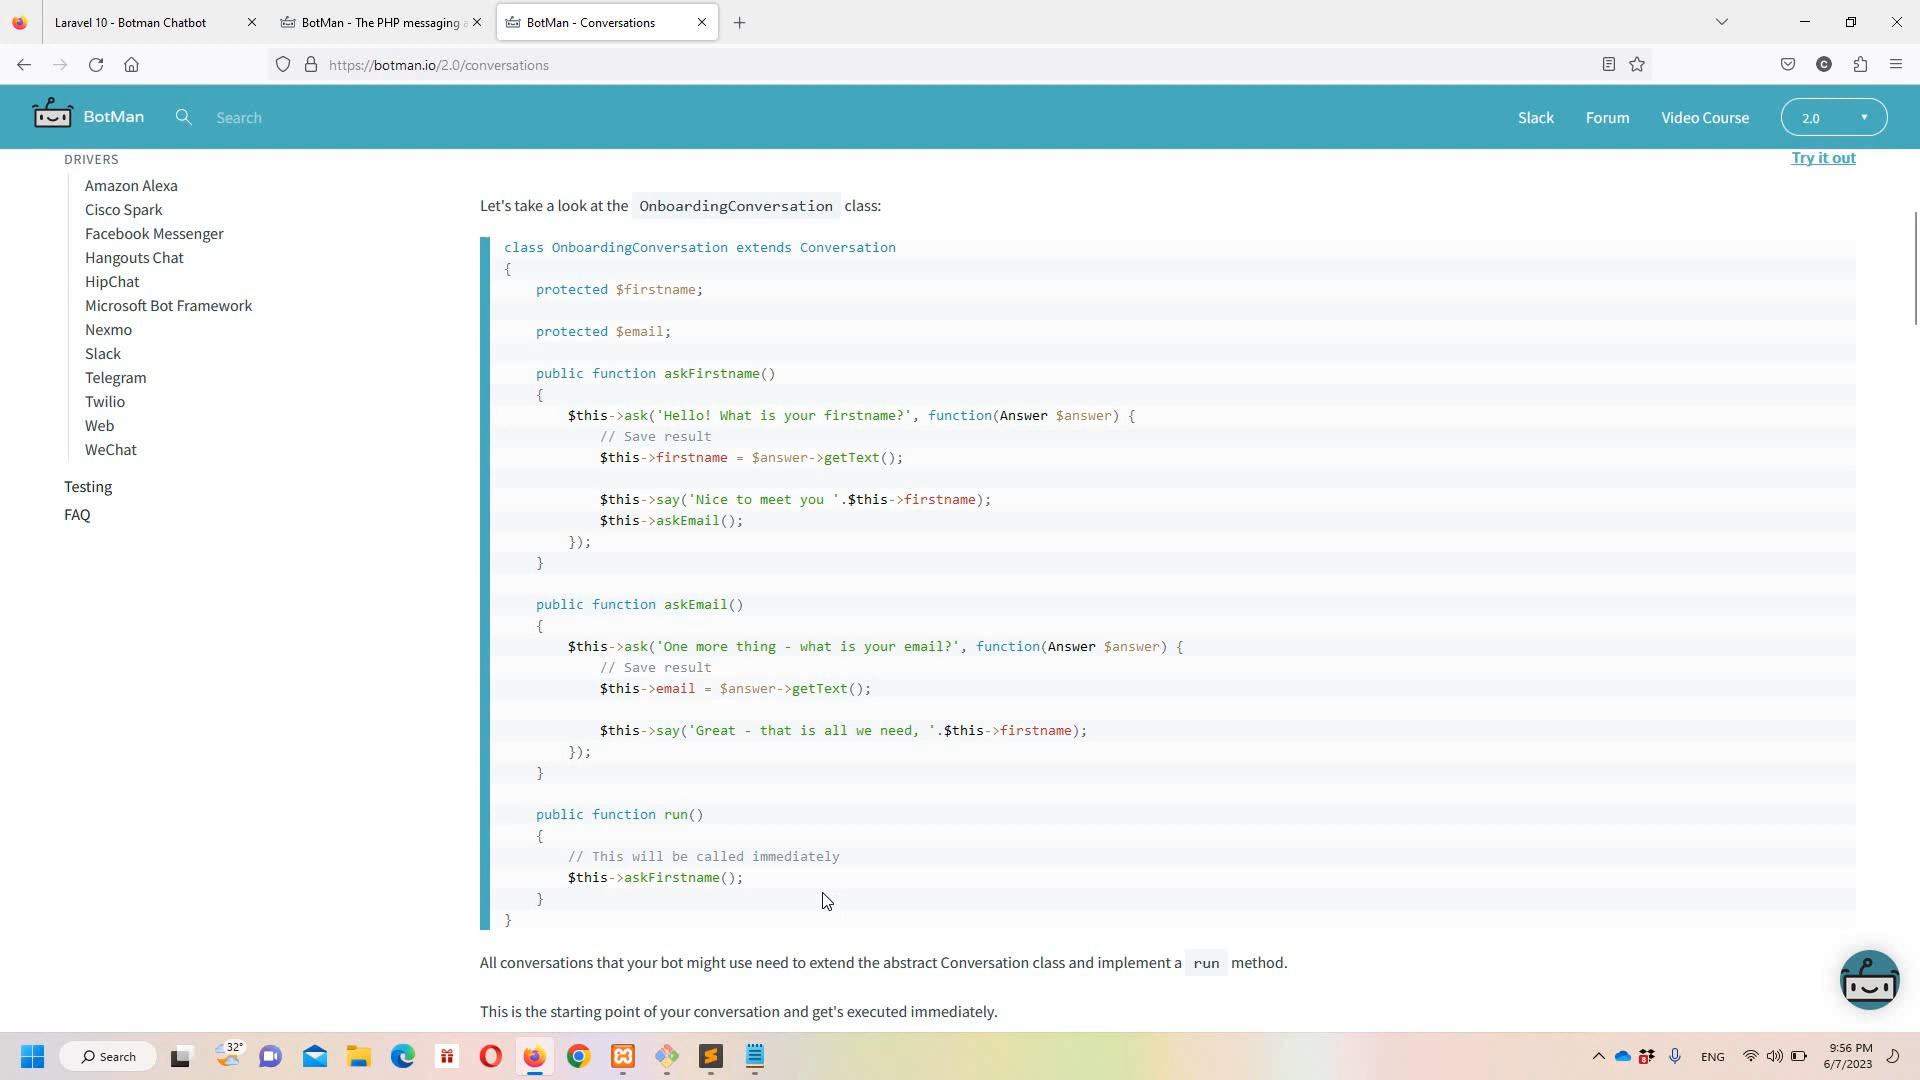 Laravel 10 - Botman Chatbot
BotMan - The PHP messaging
BotMan - Conversations
https://botman.io/2.0/conversations
BotMan
Search
Slack
Forum
Video Course
2.0
DRIVERS
Amazon Alexa
Cisco Spark
Facebook Messenger
Hangouts Chat
HipChat
Microsoft Bot Framework
Nexmo
Slack
Telegram
Twilio
Web
WeChat
Testing
FAQ
Try it out
Let's take a look at the OnboardingConversation class:
class OnboardingConversation extends Conversation
{
    protected $firstname;
    protected $email;
    public function askFirstname()
    {
        $this->ask('Hello! What is your firstname?', function(Answer $answer) {
            // Save result
            $this->firstname = $answer->getText();
            $this->say('Nice to meet you '.$this->firstname);
            $this->askEmail();
        });
    }
    public function askEmail()
    {
        $this->ask('One more thing - what is your email?', function(Answer $answer) {
            // Save result
            $this->email = $answer->getText();
            $this->say('Great - that is all we need, '.$this->firstname);
        });
    }
    public function run()
    {
        // This will be called immediately
        $this->askFirstname();
    }
}
All conversations that your bot might use need to extend the abstract Conversation class and implement a run method.
This is the starting point of your conversation and get's executed immediately.
Search
32°
ENG
9:56 PM
6/7/2023